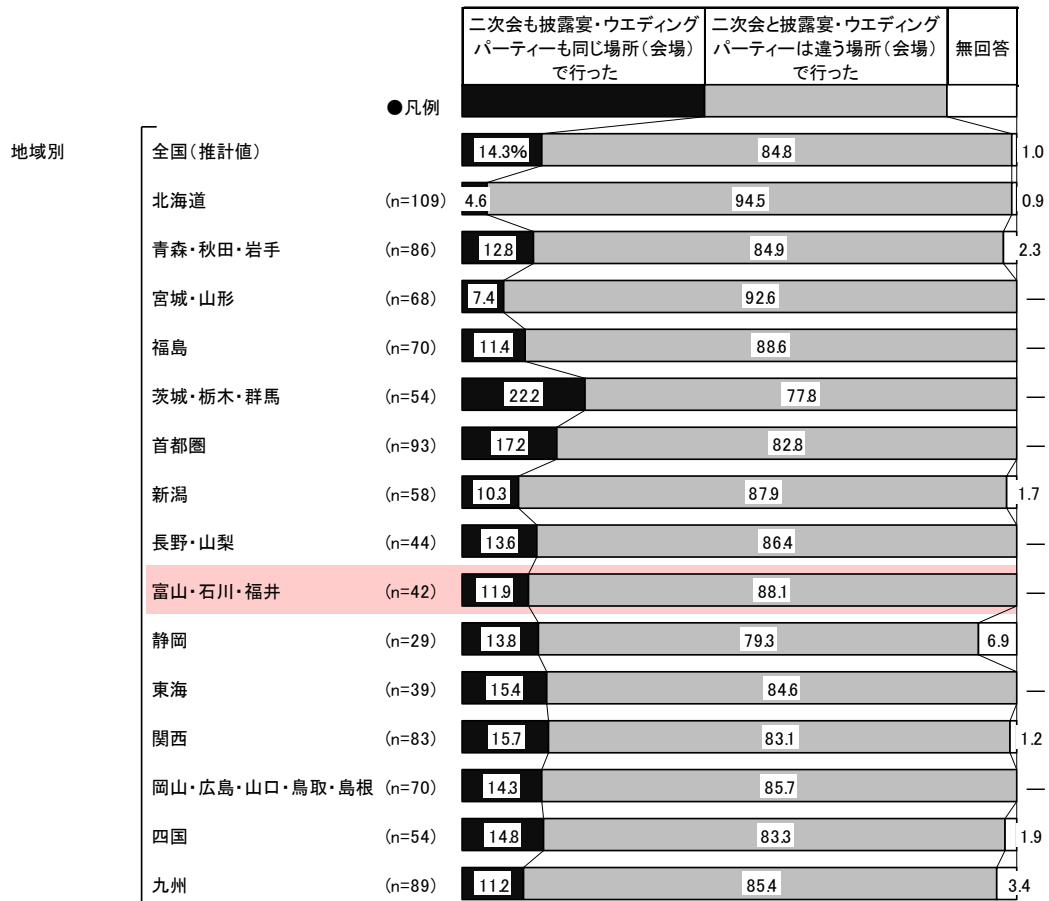 二次会も披露宴・ウエディング
パーティーも同じ場所(会場)
で行った
二次会と披露宴・ウエディング
パーティーは違う場所(会場)
で行った
無回答
●凡例
地域別
全国(推計値) 14.3% 84.8 1.0
北海道 (n=109) 4.6 94.5 0.9
青森・秋田・岩手 (n=86) 12.8 84.9 2.3
宮城・山形 (n=68) 7.4 92.6 ―
福島 (n=70) 11.4 88.6 ―
茨城・栃木・群馬 (n=54) 22.2 77.8 ―
首都圏 (n=93) 17.2 82.8 ―
新潟 (n=58) 10.3 87.9 1.7
長野・山梨 (n=44) 13.6 86.4 ―
富山・石川・福井 (n=42) 11.9 88.1 ―
静岡 (n=29) 13.8 79.3 6.9
東海 (n=39) 15.4 84.6 ―
関西 (n=83) 15.7 83.1 1.2
岡山・広島・山口・鳥取・島根 (n=70) 14.3 85.7 ―
四国 (n=54) 14.8 83.3 1.9
九州 (n=89) 11.2 85.4 3.4